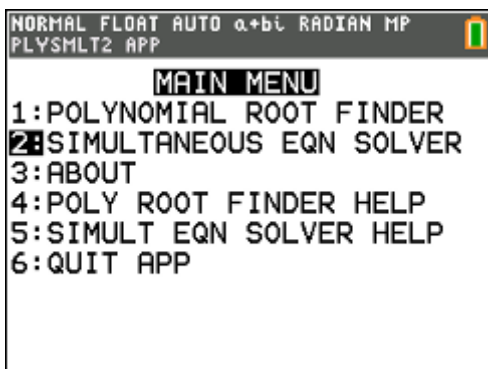 NORMAL FLOAT AUTO a+bi RADIAN MP
PLYSMLT2 APP
MAIN MENU
1:POLYNOMIAL ROOT FINDER
2:SIMULTANEOUS EQN SOLVER
3:ABOUT
4:POLY ROOT FINDER HELP
5:SIMULT EQN SOLVER HELP
6:QUIT APP